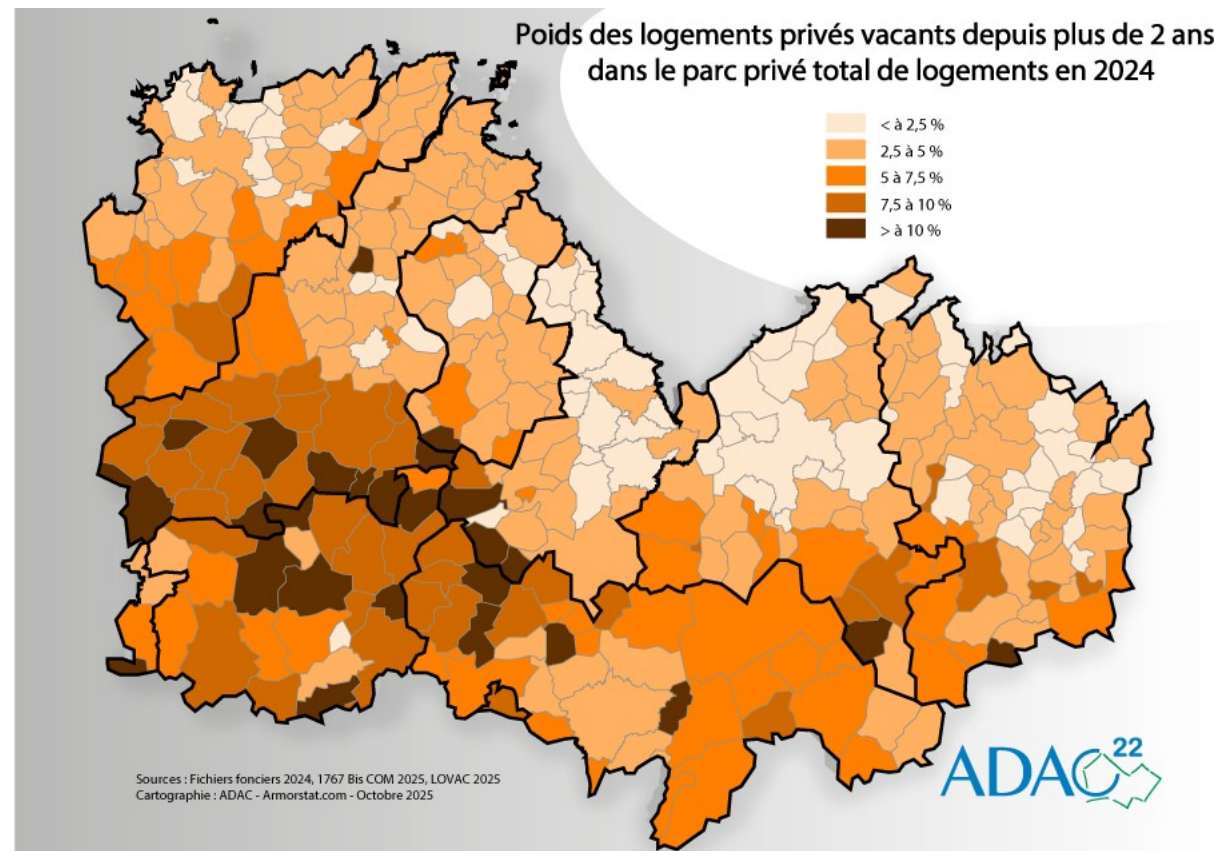 Poids des logements privés vacants depuis plus de 2 ans
dans le parc privé total de logements en 2024
< à 2,5 %
2,5 à 5 %
5 à 7,5 %
7,5 à 10 %
> à 10 %
Sources : Fichiers fonciers 2024, 1767 Bis COM 2025, LOVAC 2025
Cartographie : ADAC - Armorstat.com - Octobre 2025
ADAC 22